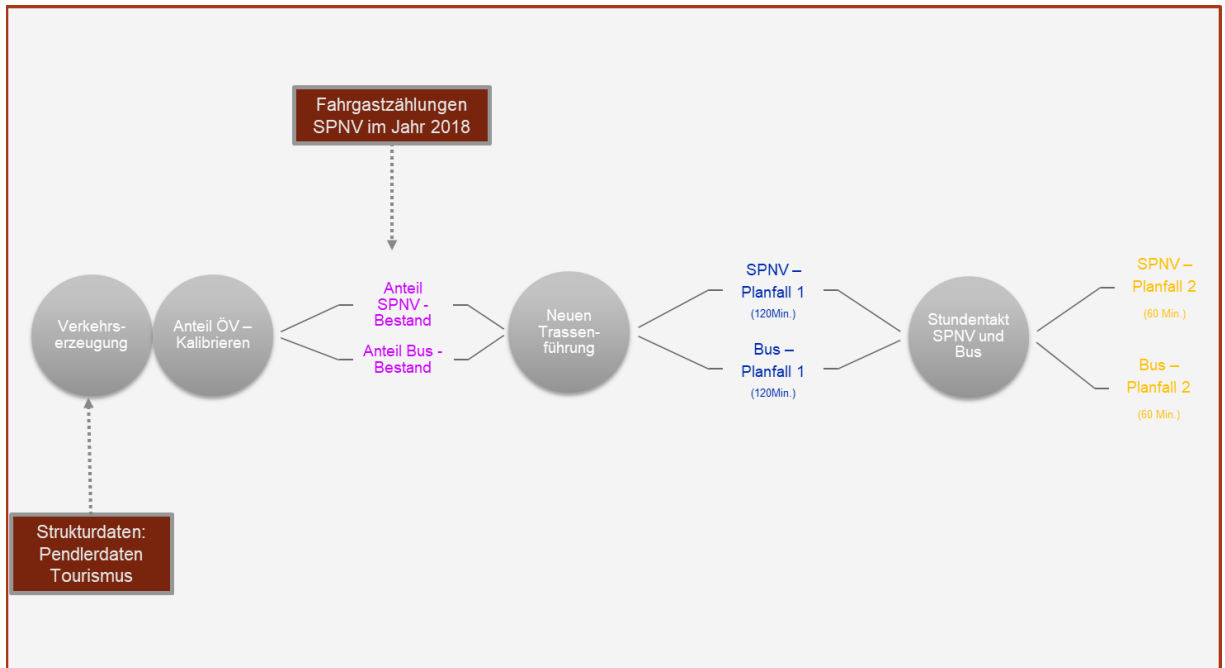 Fahrgastzählungen
SPNV im Jahr 2018
Verkehrs-
erzeugung
Anteil ÖV –
Kalibrieren
Anteil
SPNV -
Bestand
Anteil Bus -
Bestand
Neuen
Trassen-
führung
SPNV –
Planfall 1
(120Min.)
Bus –
Planfall 1
(120Min.)
Stundentakt
SPNV und
Bus
SPNV –
Planfall 2
(60 Min.)
Bus –
Planfall 2
(60 Min.)
Strukturdaten:
Pendlerdaten
Tourismus